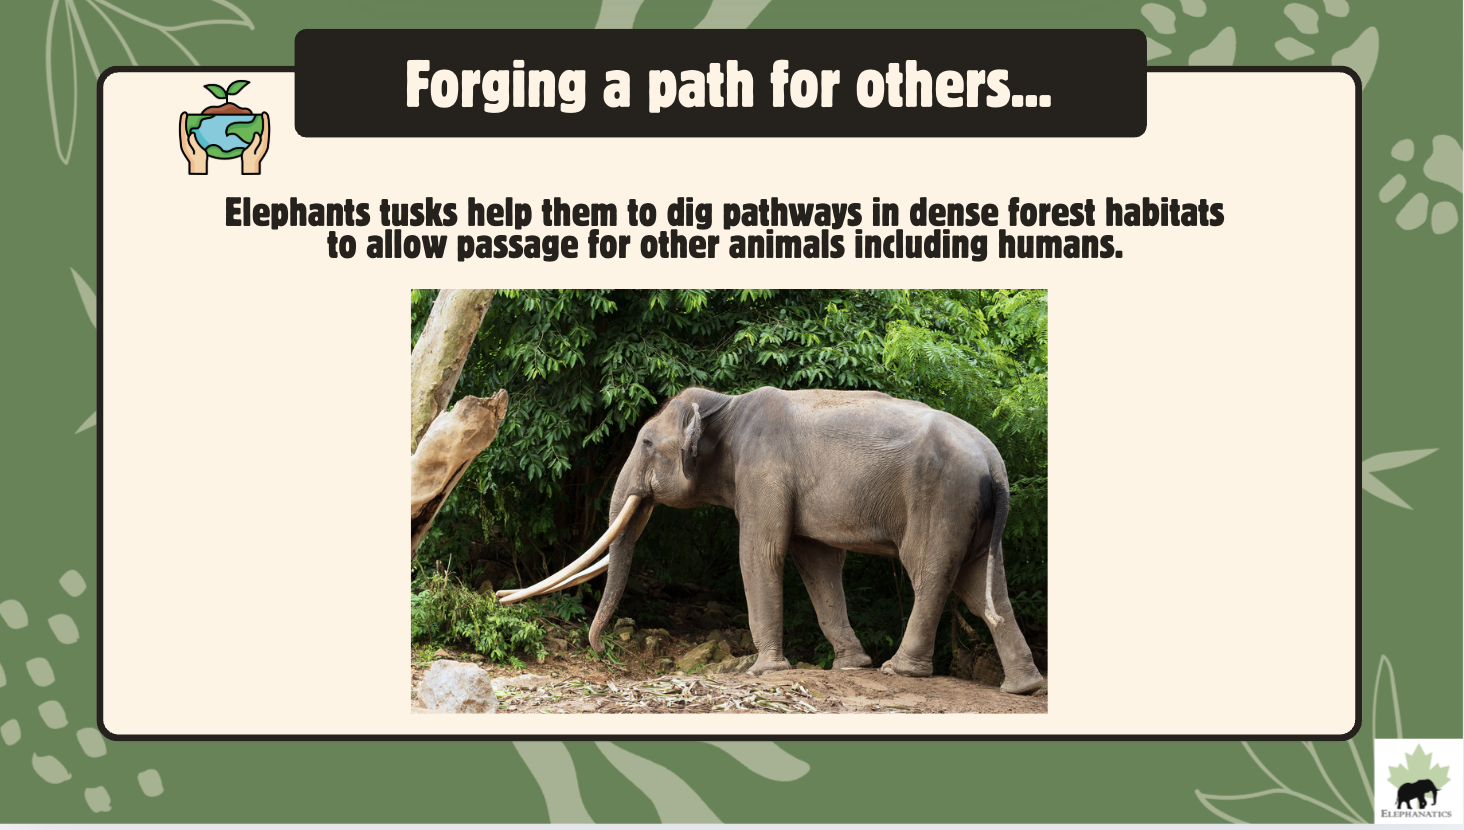 Forging a path for others...
Elephants tusks help them to dig pathways in dense forest habitats
to allow passage for other animals including humans.
ELEPHANATICS